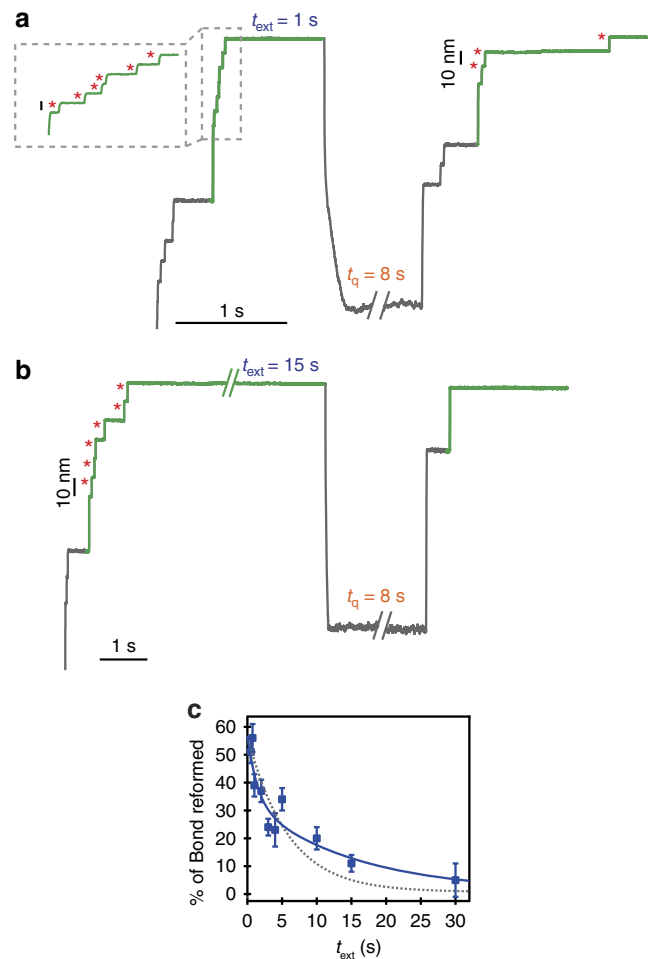 a
t_ext = 1 s
* * * * * *
10 nm
* * *
t_q = 8 s
1 s
b
t_ext = 15 s
* * * * * *
10 nm
t_q = 8 s
1 s
c
% of Bond reformed
60
50
40
30
20
10
0
0 5 10 15 20 25 30
t_ext (s)